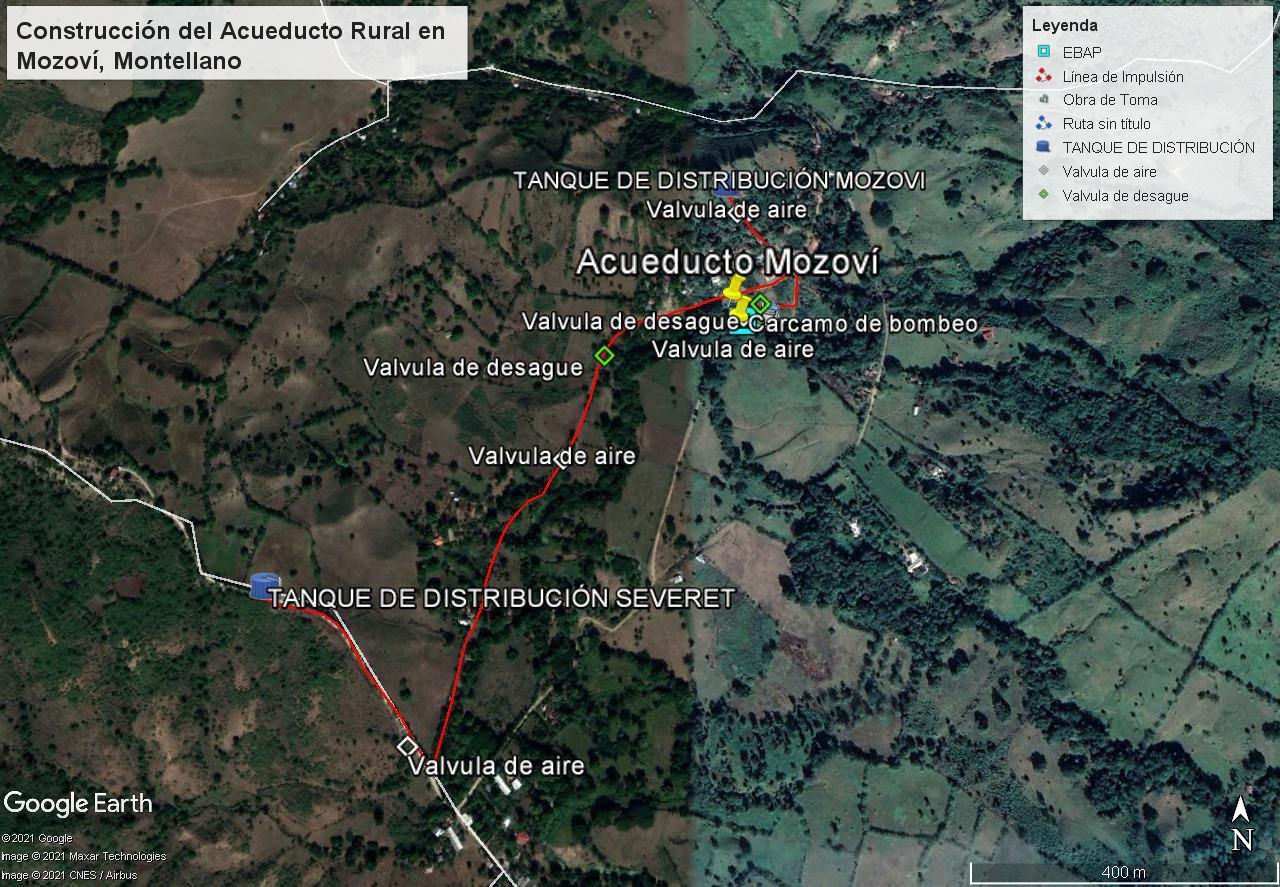 Construcción del Acueducto Rural en
Mozoví, Montellano
Leyenda
EBAP
Línea de Impulsión
Obra de Toma
Ruta sin título
TANQUE DE DISTRIBUCIÓN
Valvula de aire
Valvula de desague
TANQUE DE DISTRIBUCIÓN MOZOVI
Valvula de aire
Acueducto Mozoví
Valvula de desague
Carcamo de bombeo
Valvula de aire
Valvula de desague
Valvula de aire
TANQUE DE DISTRIBUCIÓN SEVERET
Valvula de aire
Google Earth
©2021 Google
Image © 2021 Maxar Technologies
Image © 2021 CNES / Airbus
N
400 m